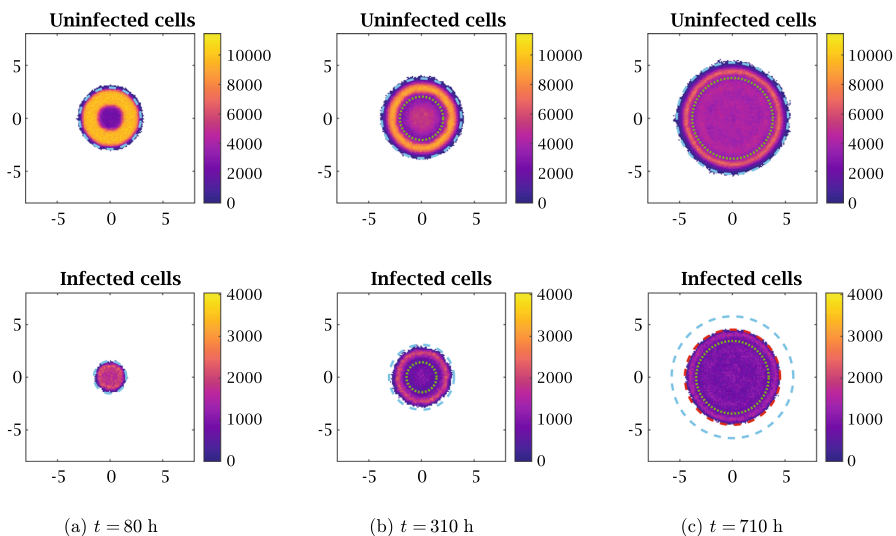 Uninfected cells Uninfected cells Uninfected cells
5 10000 5 10000 5 10000
8000 8000 8000
0 6000 0 6000 0 6000
4000 4000 4000
-5 2000 -5 2000 -5 2000
0 0 0
-5 0 5 -5 0 5 -5 0 5
Infected cells Infected cells Infected cells
4000 4000 4000
5 3000 5 3000 5 3000
0 2000 0 2000 0 2000
-5 1000 -5 1000 -5 1000
0 0 0
-5 0 5 -5 0 5 -5 0 5
(a) t = 80 h (b) t = 310 h (c) t = 710 h